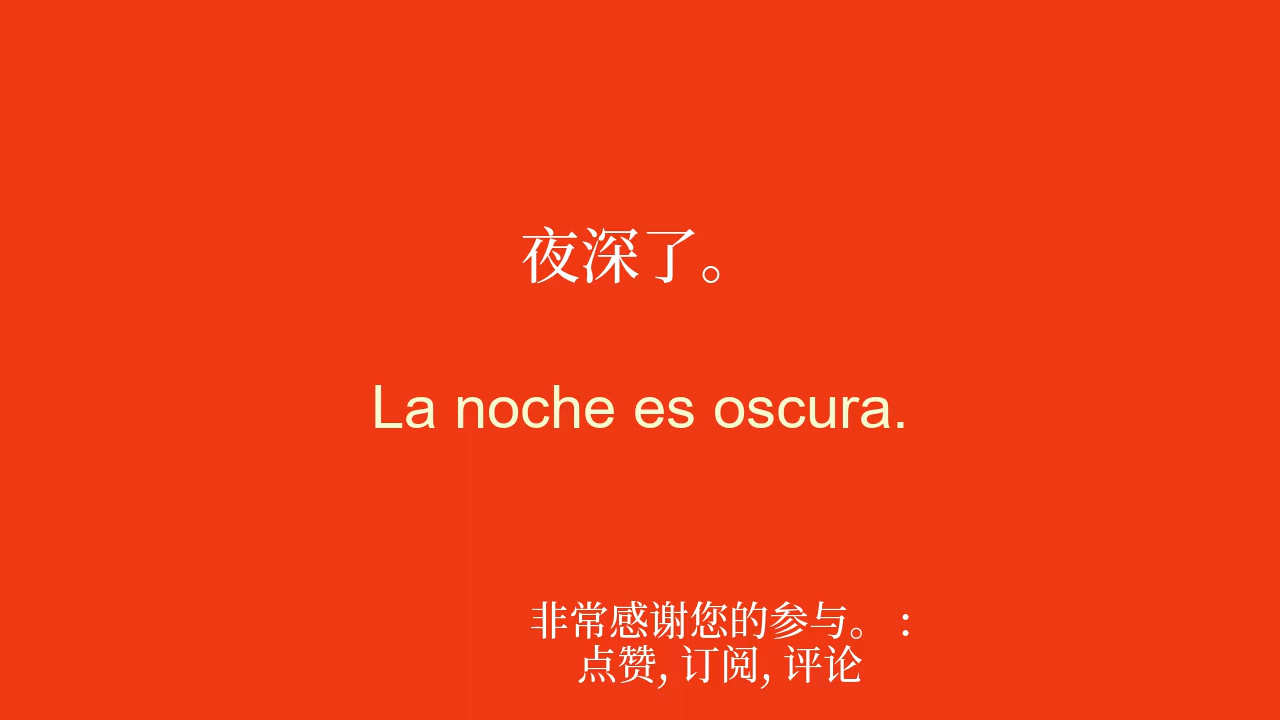 夜深了。
La noche es oscura.
非常感谢您的参与。 :
点赞, 订阅, 评论